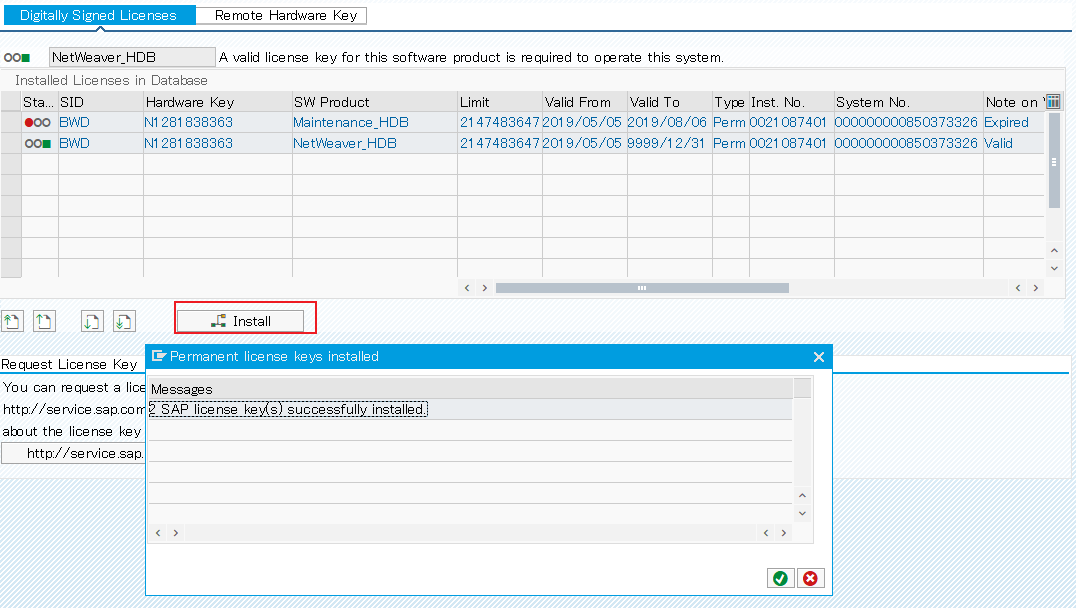 Digitally Signed Licenses Remote Hardware Key
NetWeaver_HDB A valid license key for this software product is required to operate this system.
Installed Licenses in Database
Sta... SID Hardware Key SW Product Limit Valid From Valid To Type Inst. No. System No. Note on
BWD N1281838363 Maintenance_HDB 2147483647 2019/05/05 2019/08/06 Perm 0021087401 000000000850373326 Expired
BWD N1281838363 NetWeaver_HDB 2147483647 2019/05/05 9999/12/31 Perm 0021087401 000000000850373326 Valid
Install
Permanent license keys installed
Request License Key
You can request a lice
Messages
http://service.sap.com
2 SAP license key(s) successfully installed.
about the license key
http://service.sap.